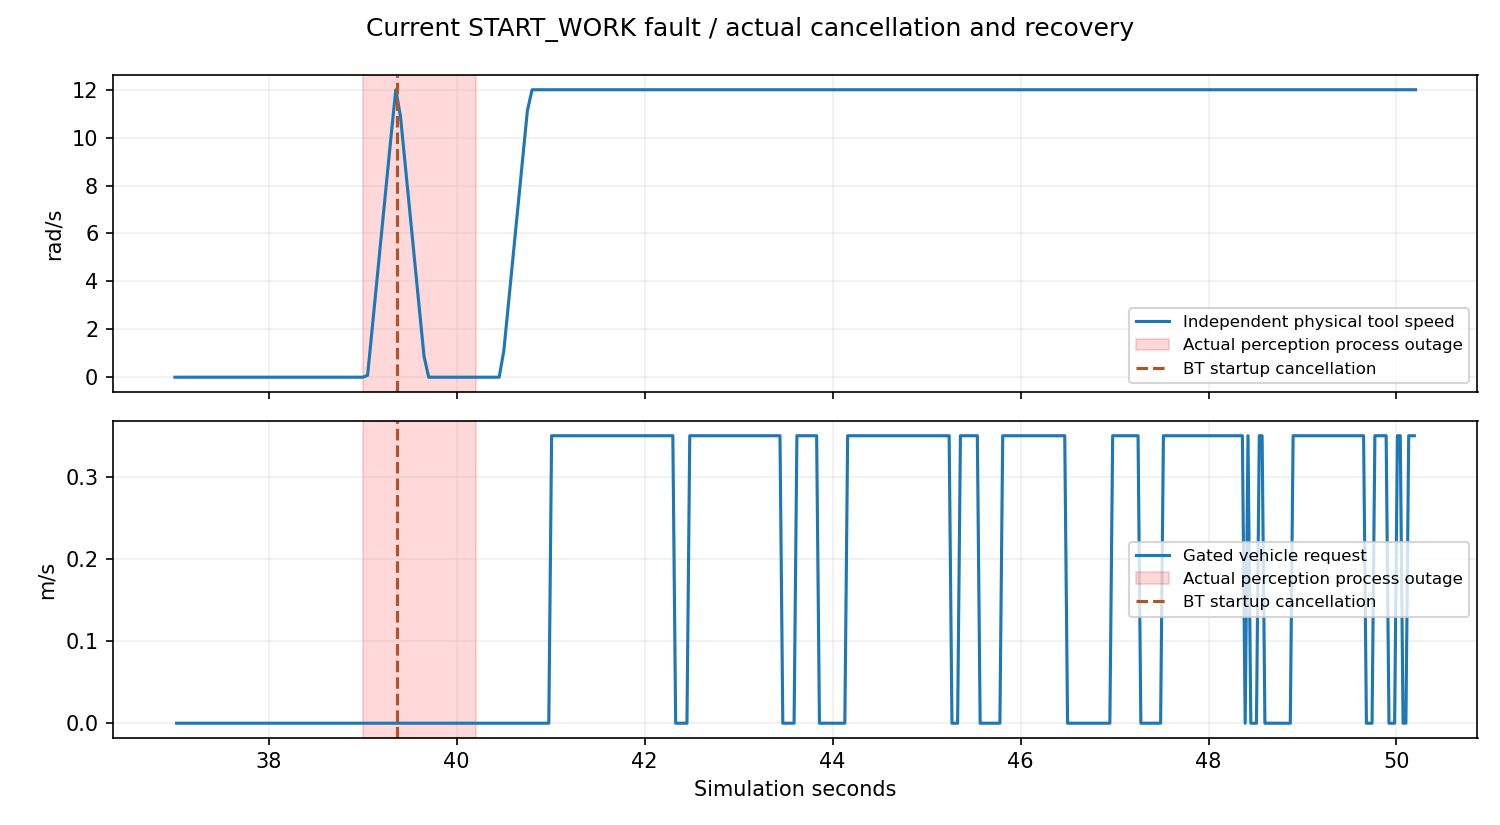 Current START_WORK fault / actual cancellation and recovery
12
10
8
6
4
2
0
rad/s
Independent physical tool speed
Actual perception process outage
BT startup cancellation
0.3
0.2
0.1
0.0
m/s
Gated vehicle request
Actual perception process outage
BT startup cancellation
38 40 42 44 46 48 50
Simulation seconds